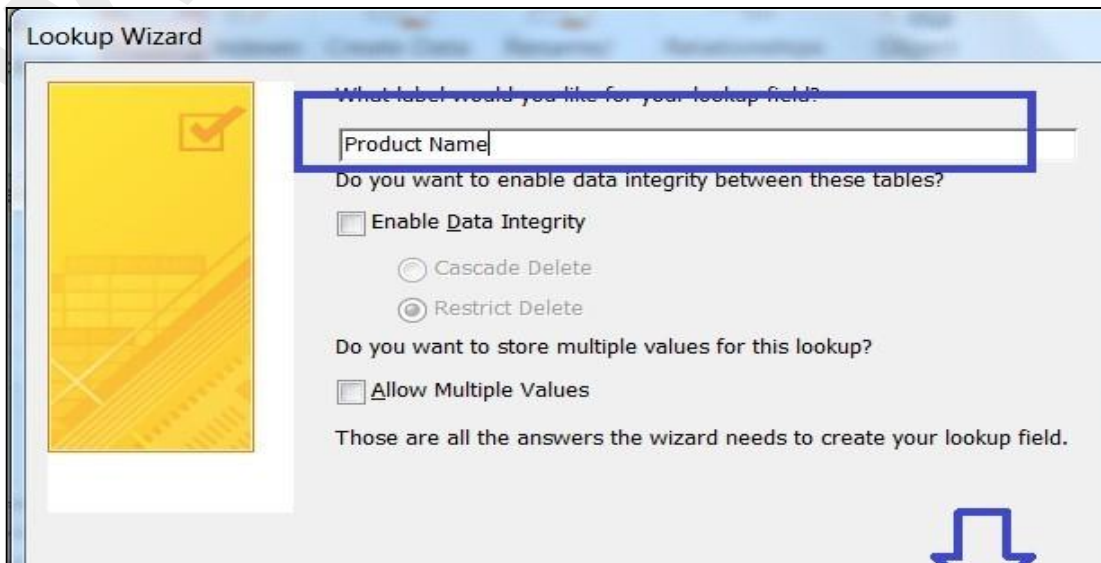 Lookup Wizard
What label would you like for your lookup field?
Product Name
Do you want to enable data integrity between these tables?
Enable Data Integrity
Cascade Delete
Restrict Delete
Do you want to store multiple values for this lookup?
Allow Multiple Values
Those are all the answers the wizard needs to create your lookup field.